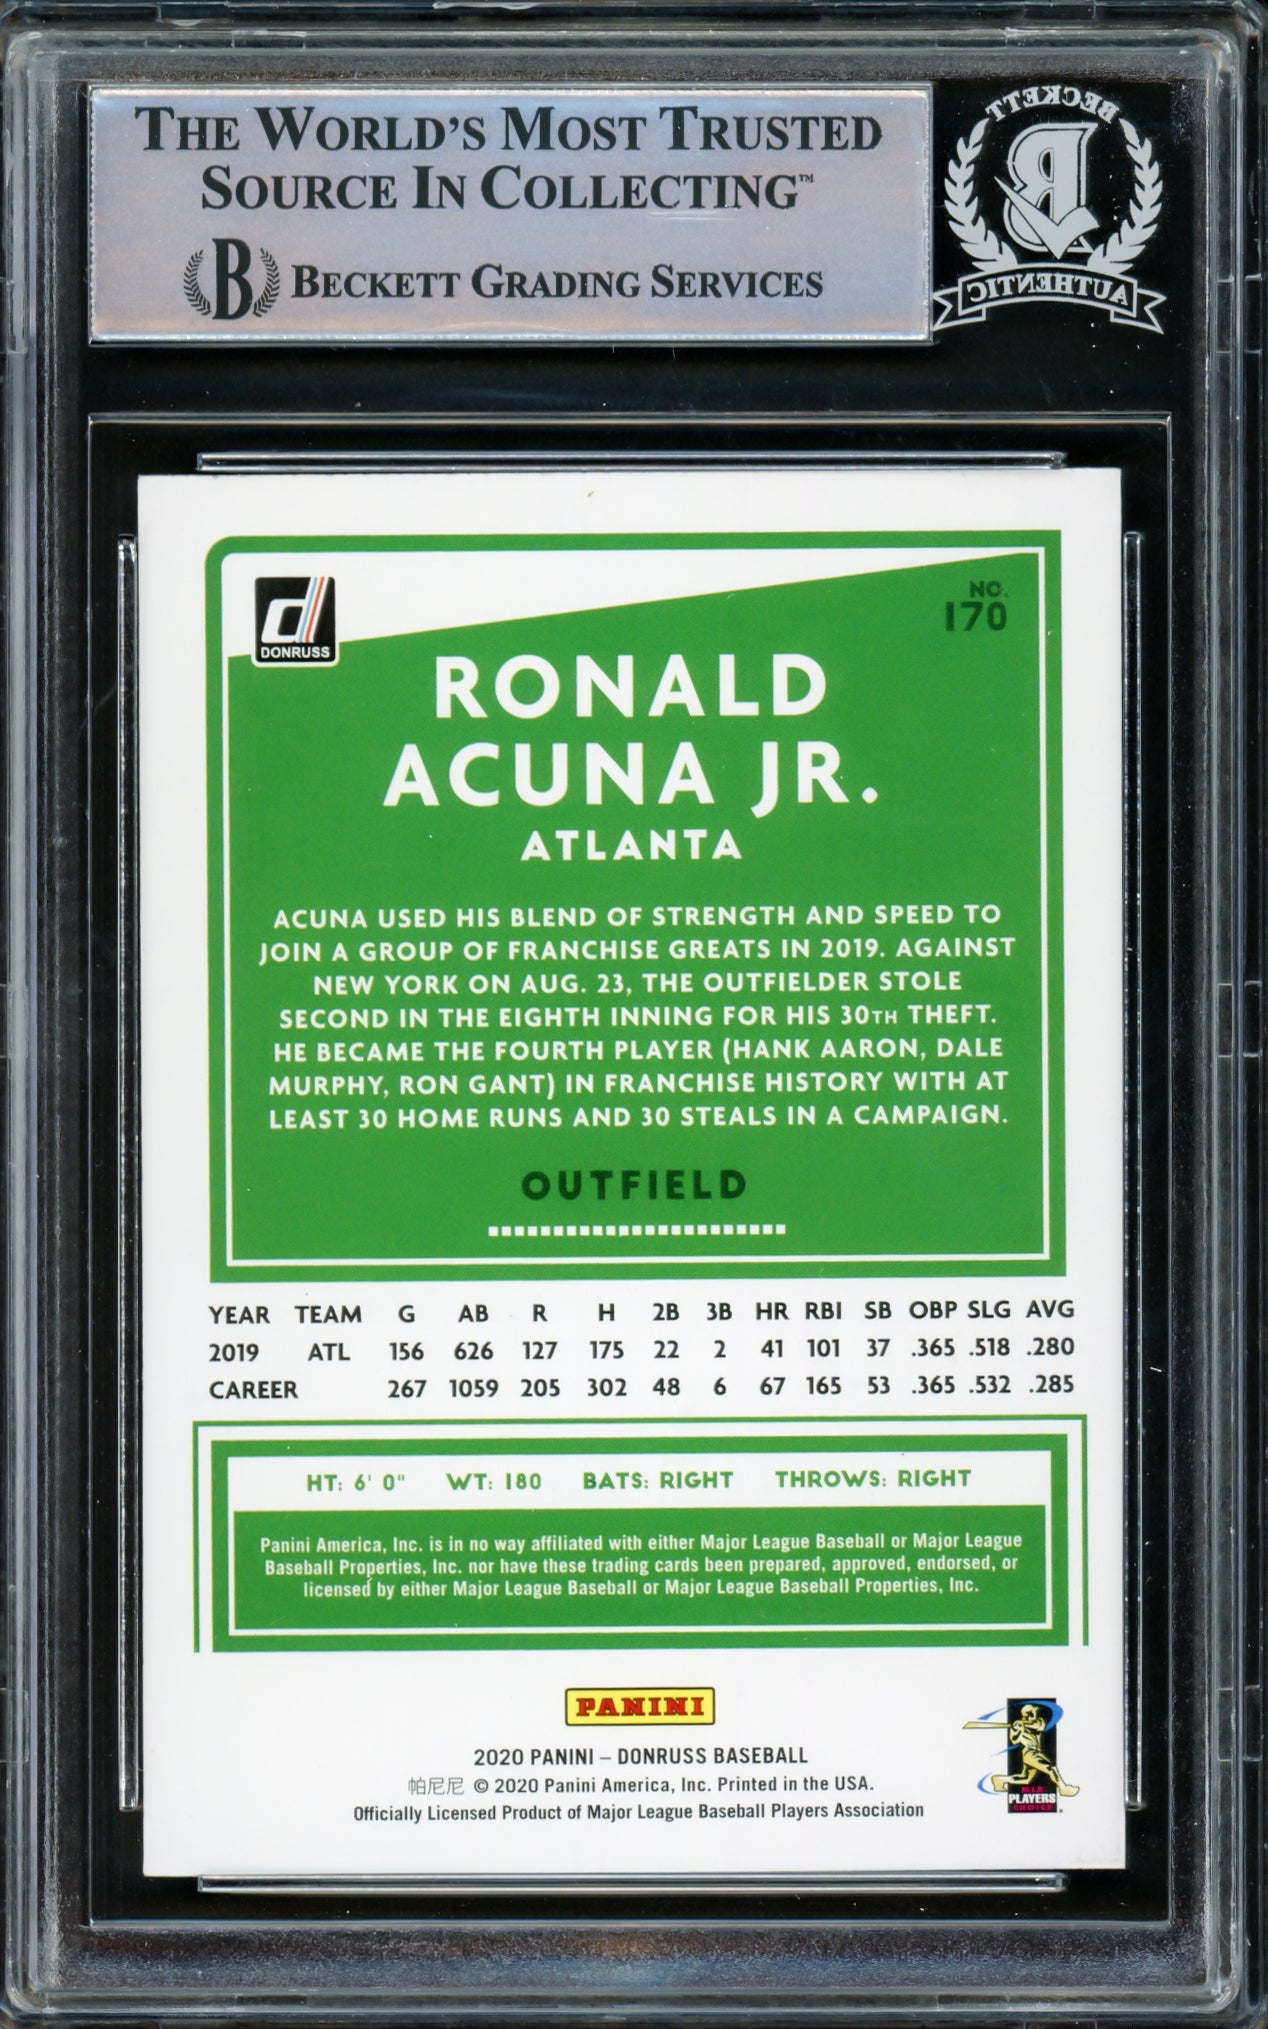 THE WORLD'S MOST TRUSTED
SOURCE IN COLLECTING™
B BECKETT GRADING SERVICES
BECKETT
B
AUTHENTIC
DONRUSS
NO.
170
RONALD
ACUNA JR.
ATLANTA
ACUNA USED HIS BLEND OF STRENGTH AND SPEED TO
JOIN A GROUP OF FRANCHISE GREATS IN 2019. AGAINST
NEW YORK ON AUG. 23, THE OUTFIELDER STOLE
SECOND IN THE EIGHTH INNING FOR HIS 30TH THEFT.
HE BECAME THE FOURTH PLAYER (HANK AARON, DALE
MURPHY, RON GANT) IN FRANCHISE HISTORY WITH AT
LEAST 30 HOME RUNS AND 30 STEALS IN A CAMPAIGN.
OUTFIELD
YEAR TEAM G AB R H 2B 3B HR RBI SB OBP SLG AVG
2019 ATL 156 626 127 175 22 2 41 101 37 .365 .518 .280
CAREER 267 1059 205 302 48 6 67 165 53 .365 .532 .285
HT: 6' 0" WT: 180 BATS: RIGHT THROWS: RIGHT
Panini America, Inc. is in no way affiliated with either Major League Baseball or Major League
Baseball Properties, Inc. nor have these trading cards been prepared, approved, endorsed, or
licensed by either Major League Baseball or Major League Baseball Properties, Inc.
PANINI
2020 PANINI – DONRUSS BASEBALL
帕尼尼 © 2020 Panini America, Inc. Printed in the USA.
Officially Licensed Product of Major League Baseball Players Association
MLB
PLAYERS
CHOICE